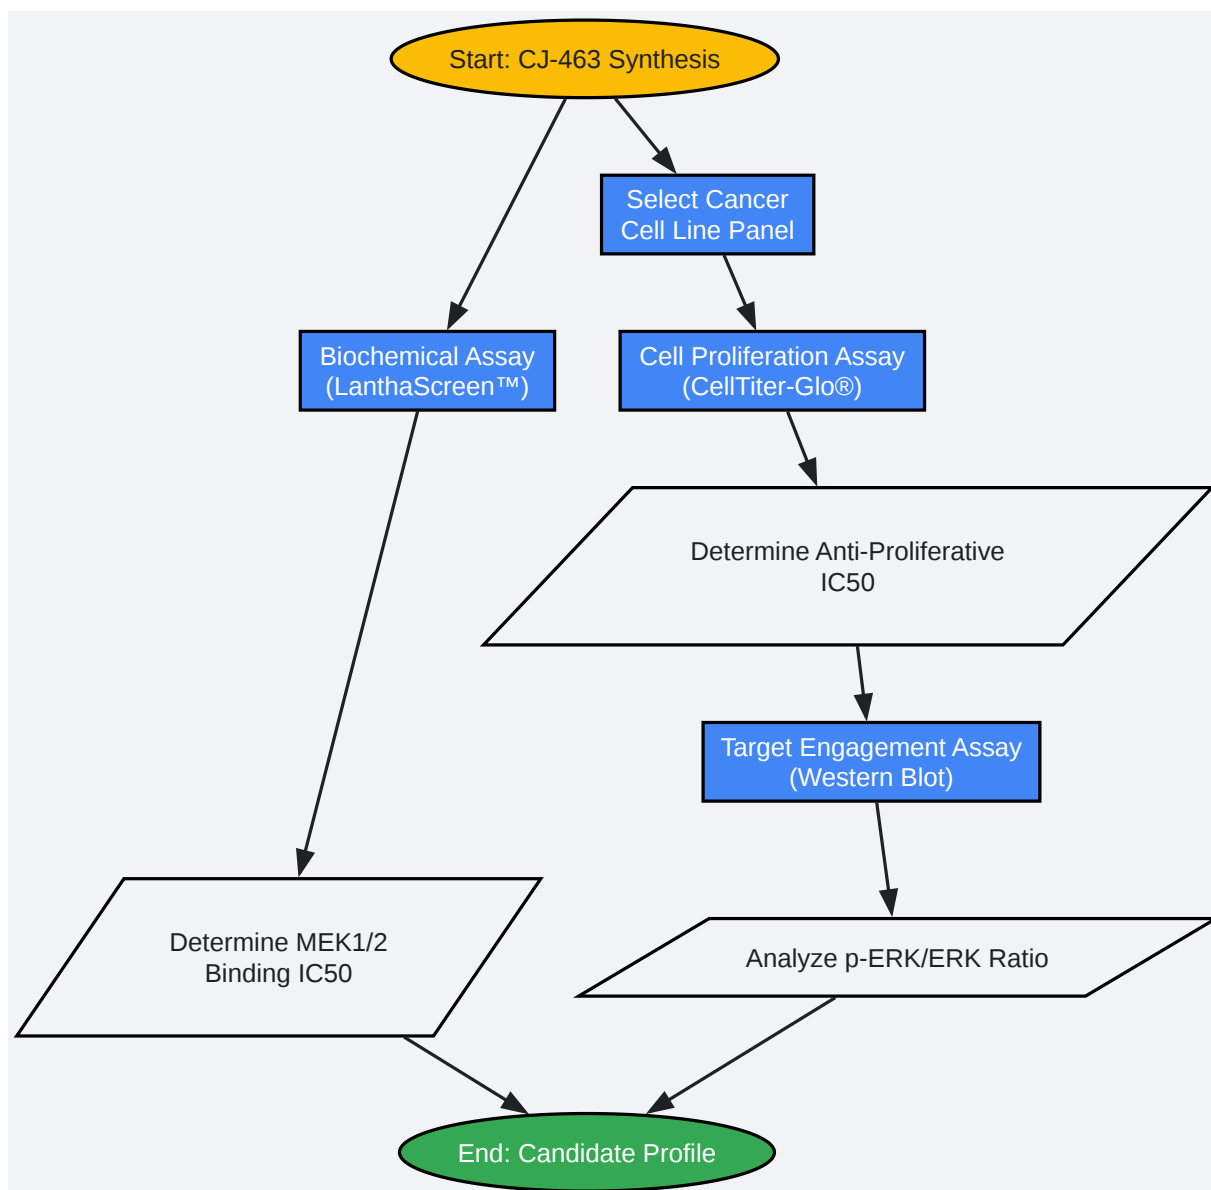 Start: CJ-463 Synthesis
Select Cancer
Cell Line Panel
Biochemical Assay
(LanthaScreen™)
Cell Proliferation Assay
(CellTiter-Glo®)
Determine Anti-Proliferative
IC50
Target Engagement Assay
(Western Blot)
Determine MEK1/2
Binding IC50
Analyze p-ERK/ERK Ratio
End: Candidate Profile